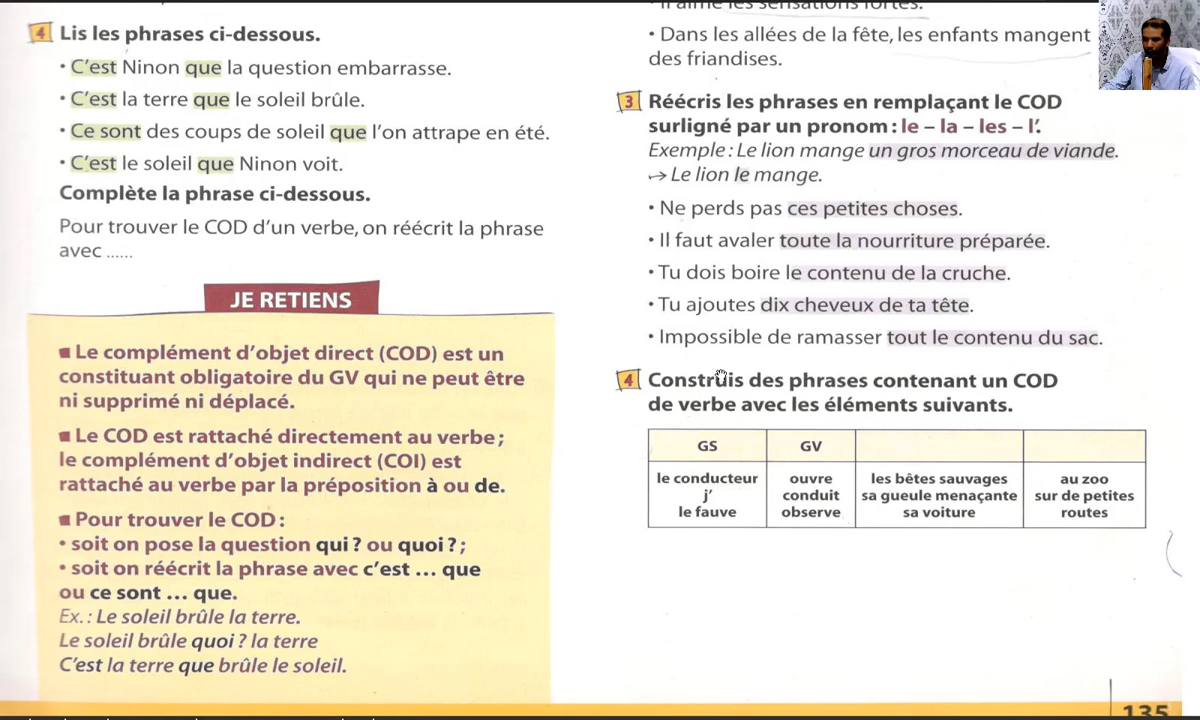 4 Lis les phrases ci-dessous.
• C'est Ninon que la question embarrasse.
• C'est la terre que le soleil brûle.
• Ce sont des coups de soleil que l'on attrape en été.
• C'est le soleil que Ninon voit.
Complète la phrase ci-dessous.
Pour trouver le COD d'un verbe, on réécrit la phrase
avec ......
JE RETIENS
■ Le complément d'objet direct (COD) est un
constituant obligatoire du GV qui ne peut être
ni supprimé ni déplacé.
■ Le COD est rattaché directement au verbe ;
le complément d'objet indirect (COI) est
rattaché au verbe par la préposition à ou de.
■ Pour trouver le COD :
• soit on pose la question qui ? ou quoi ? ;
• soit on réécrit la phrase avec c'est ... que
ou ce sont ... que.
Ex. : Le soleil brûle la terre.
Le soleil brûle quoi ? la terre
C'est la terre que brûle le soleil.
• Il aime les sensations fortes.
• Dans les allées de la fête, les enfants mangent
des friandises.
3 Réécris les phrases en remplaçant le COD
surligné par un pronom : le – la – les – l'.
Exemple : Le lion mange un gros morceau de viande.
↦ Le lion le mange.
• Ne perds pas ces petites choses.
• Il faut avaler toute la nourriture préparée.
• Tu dois boire le contenu de la cruche.
• Tu ajoutes dix cheveux de ta tête.
• Impossible de ramasser tout le contenu du sac.
4 Construis des phrases contenant un COD
de verbe avec les éléments suivants.
GS GV
le conducteur ouvre les bêtes sauvages au zoo
j' conduit sa gueule menaçante sur de petites
le fauve observe sa voiture routes
135